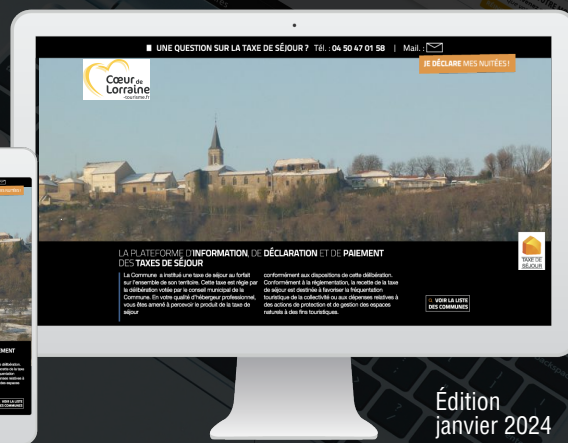 UNE QUESTION SUR LA TAXE DE SÉJOUR ? Tél. : 04 50 47 01 58 | Mail. :
JE DÉCLARE MES NUITÉES !
Cœur de
Lorraine
-tourisme.fr
LA PLATEFORME D'INFORMATION, DE DÉCLARATION ET DE PAIEMENT
DES TAXES DE SÉJOUR
La Commune a institué une taxe de séjour au forfait
sur l'ensemble de son territoire. Cette taxe est régie par
la délibération votée par le conseil municipal de la
Commune. En votre qualité d'hébergeur professionnel,
vous êtes amené à percevoir le produit de la taxe de
séjour
conformément aux dispositions de cette délibération.
Conformément à la réglementation, la recette de la taxe
de séjour est destinée à favoriser la fréquentation
touristique de la collectivité ou aux dépenses relatives à
des actions de protection et de gestion des espaces
naturels à des fins touristiques.
TAXE DE
SÉJOUR
VOIR LA LISTE
DES COMMUNES
Édition
janvier 2024